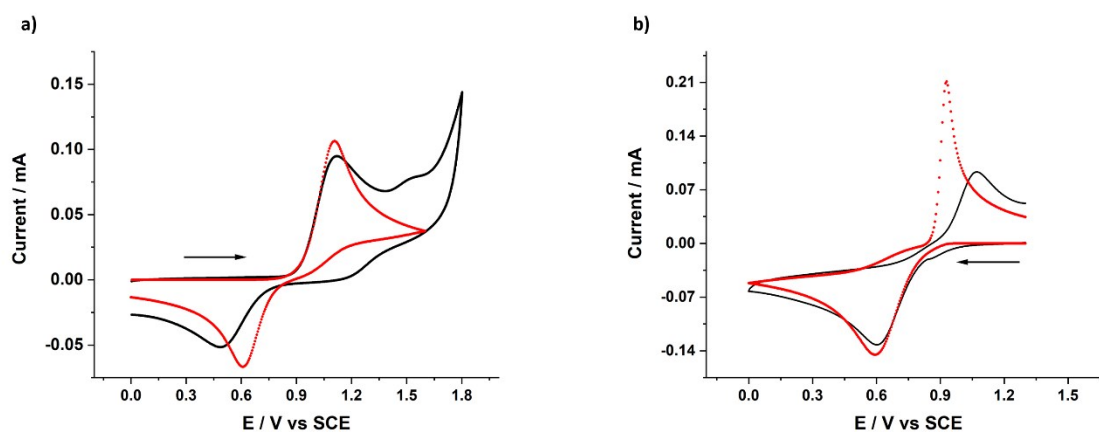 a)
0.15
0.10
0.05
0.00
-0.05
Current / mA
0.0 0.3 0.6 0.9 1.2 1.5 1.8
E / V vs SCE
b)
0.21
0.14
0.07
0.00
-0.07
-0.14
Current / mA
0.0 0.3 0.6 0.9 1.2 1.5
E / V vs SCE